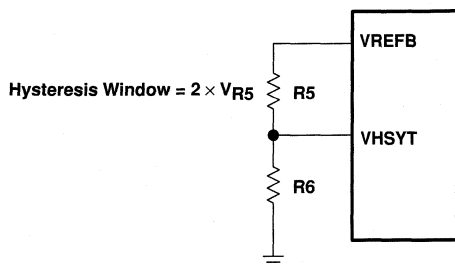 VREFB
Hysteresis Window = 2 × VR5
R5
VHSYT
R6